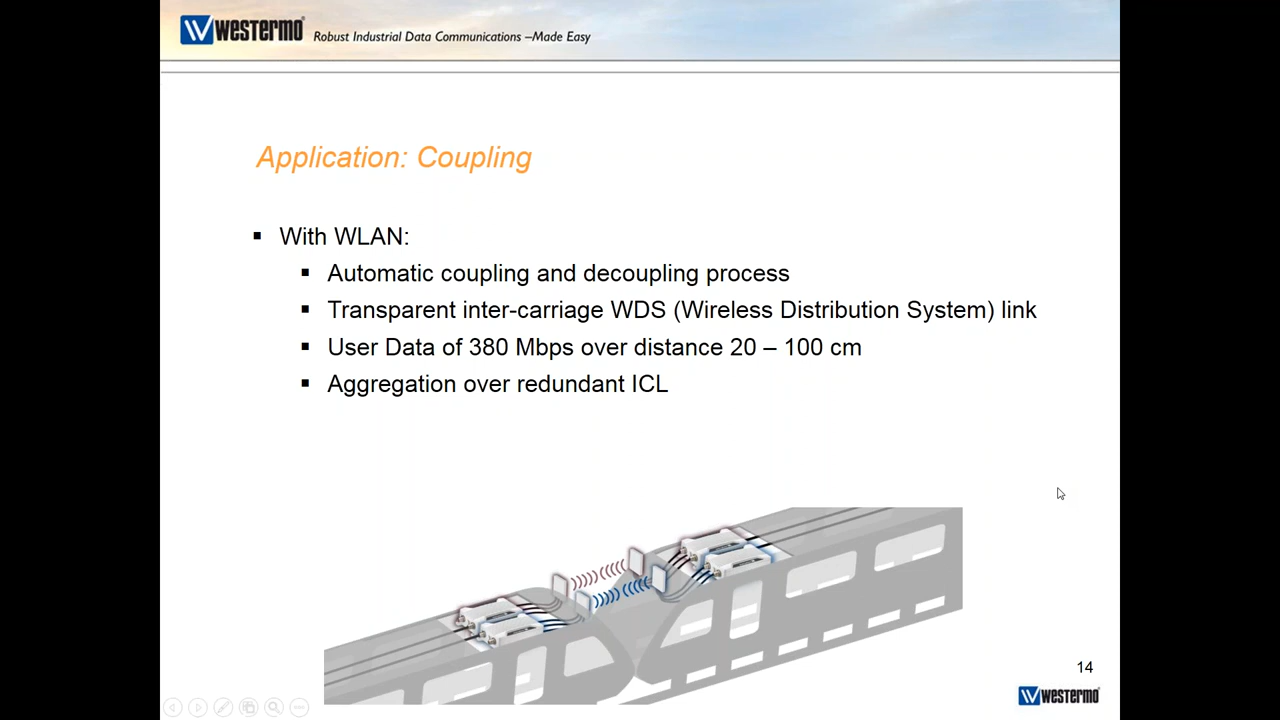 westermo® Robust Industrial Data Communications –Made Easy
Application: Coupling
▪ With WLAN:
▪ Automatic coupling and decoupling process
▪ Transparent inter-carriage WDS (Wireless Distribution System) link
▪ User Data of 380 Mbps over distance 20 – 100 cm
▪ Aggregation over redundant ICL
14
westermo